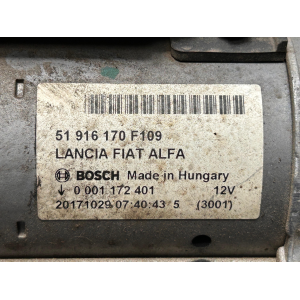 51 916 170 F109
LANCIA FIAT ALFA
BOSCH Made in Hungary
↓ 0 001 172 401 12V
20171029 07:40:43 5 (3001)